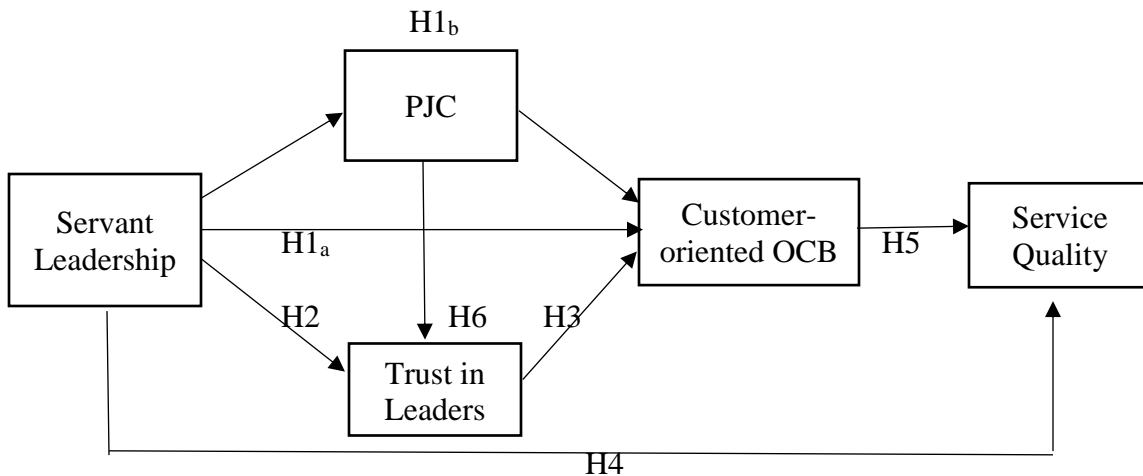 H1b
PJC
Servant
Leadership
Customer-
oriented OCB
Service
Quality
H1a
H5
H2
H6
H3
Trust in
Leaders
H4